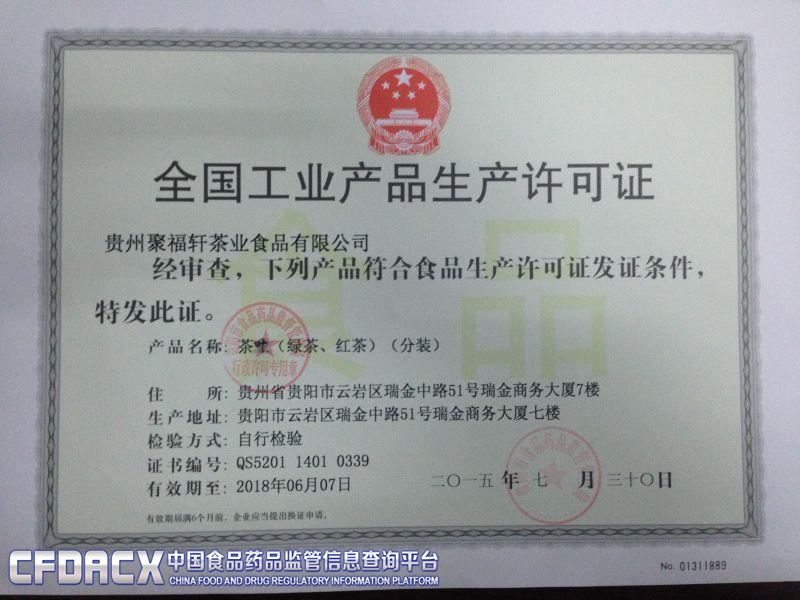 全国工业产品生产许可证
贵州聚福轩茶业食品有限公司
经审查，下列产品符合食品生产许可证发证条件，
特发此证。
产品名称：茶叶（绿茶、红茶）（分装）
行政许可专用章
住 所：贵州省贵阳市云岩区瑞金中路51号瑞金商务大厦7楼
生产地址：贵阳市云岩区瑞金中路51号瑞金商务大厦七楼
检验方式：自行检验
证书编号：QS5201 1401 0339
有效期至：2018年06月07日
二〇一五 年 七 月 三十〇日
有效期届满6个月前，企业应当提出换证申请。
食品
No. 01311889
CFDACX 中国食品药品监管信息查询平台
CHINA FOOD AND DRUG REGULATORY INFORMATION PLATFORM